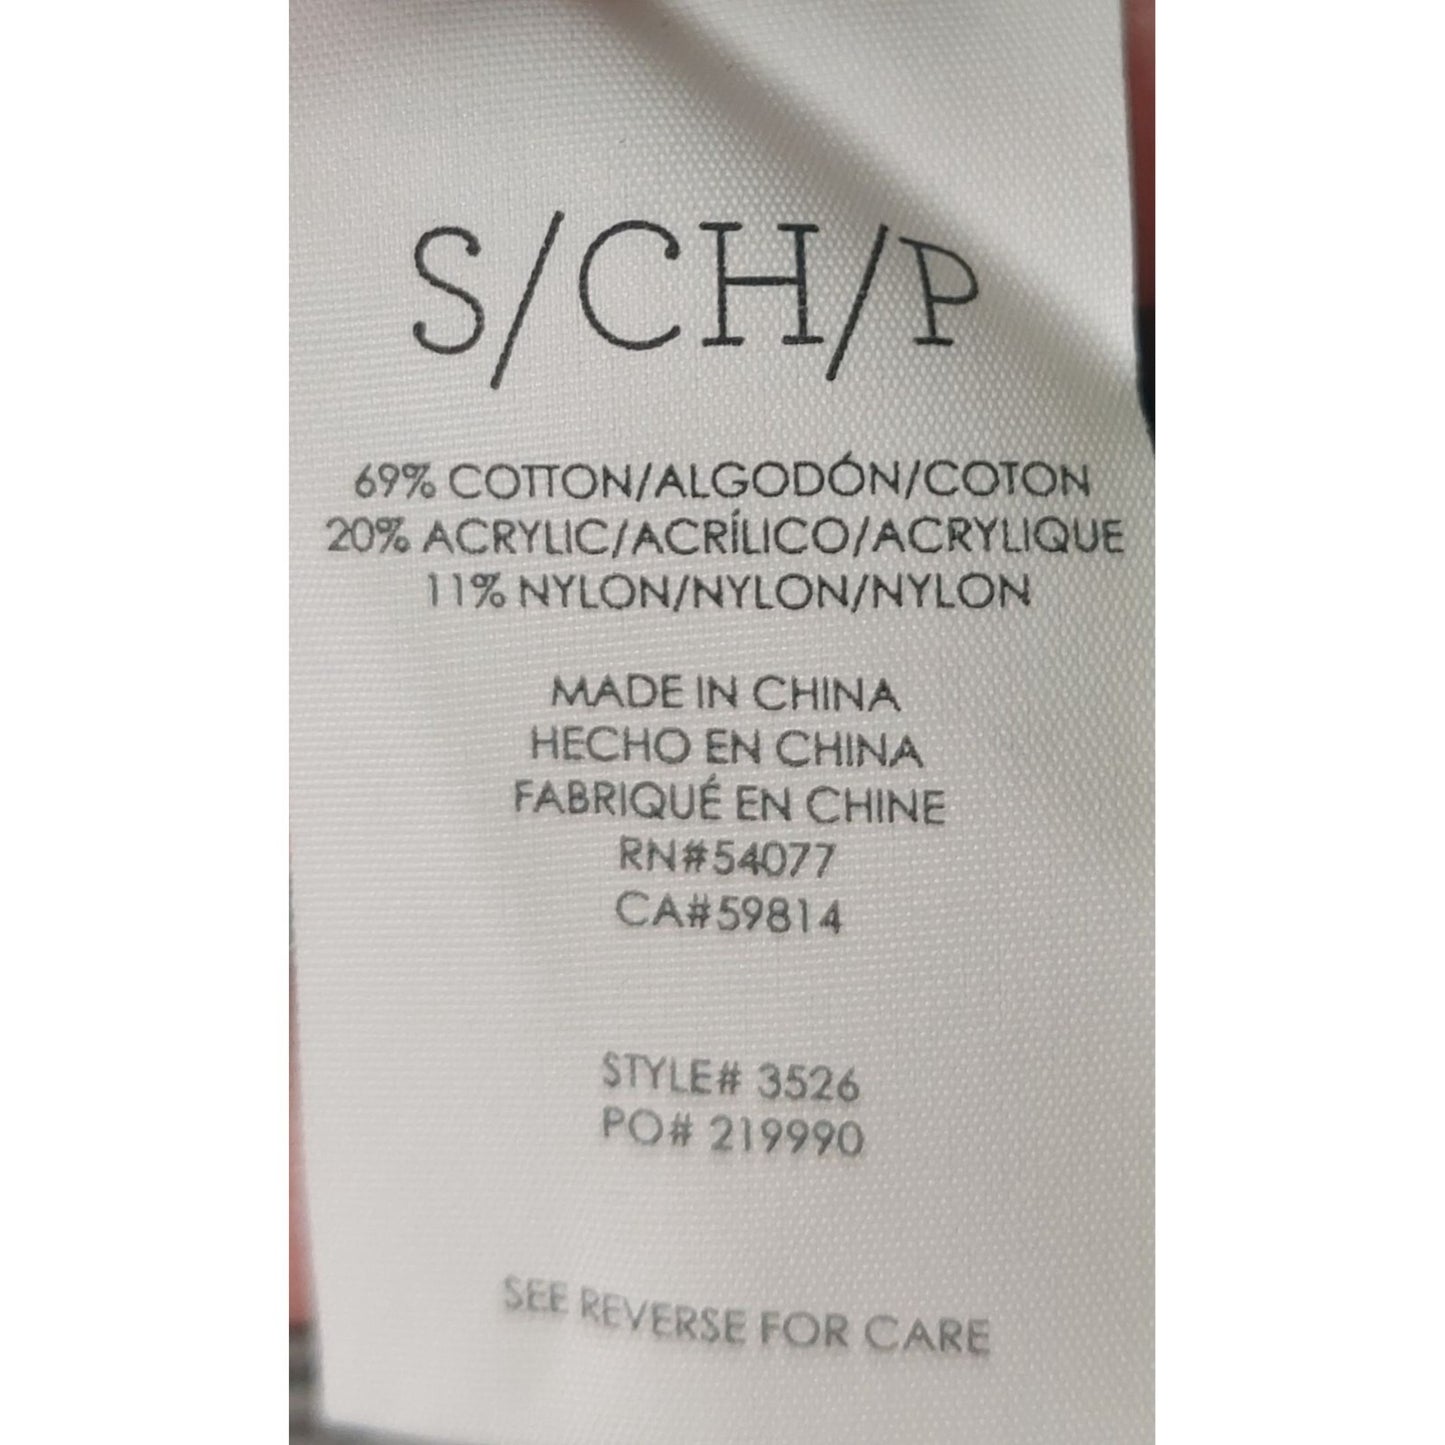 S/CH/P
69% COTTON/ALGODÓN/COTON
20% ACRYLIC/ACRÍLICO/ACRYLIQUE
11% NYLON/NYLON/NYLON
MADE IN CHINA
HECHO EN CHINA
FABRIQUÉ EN CHINE
RN#54077
CA#59814
STYLE# 3526
PO# 219990
SEE REVERSE FOR CARE